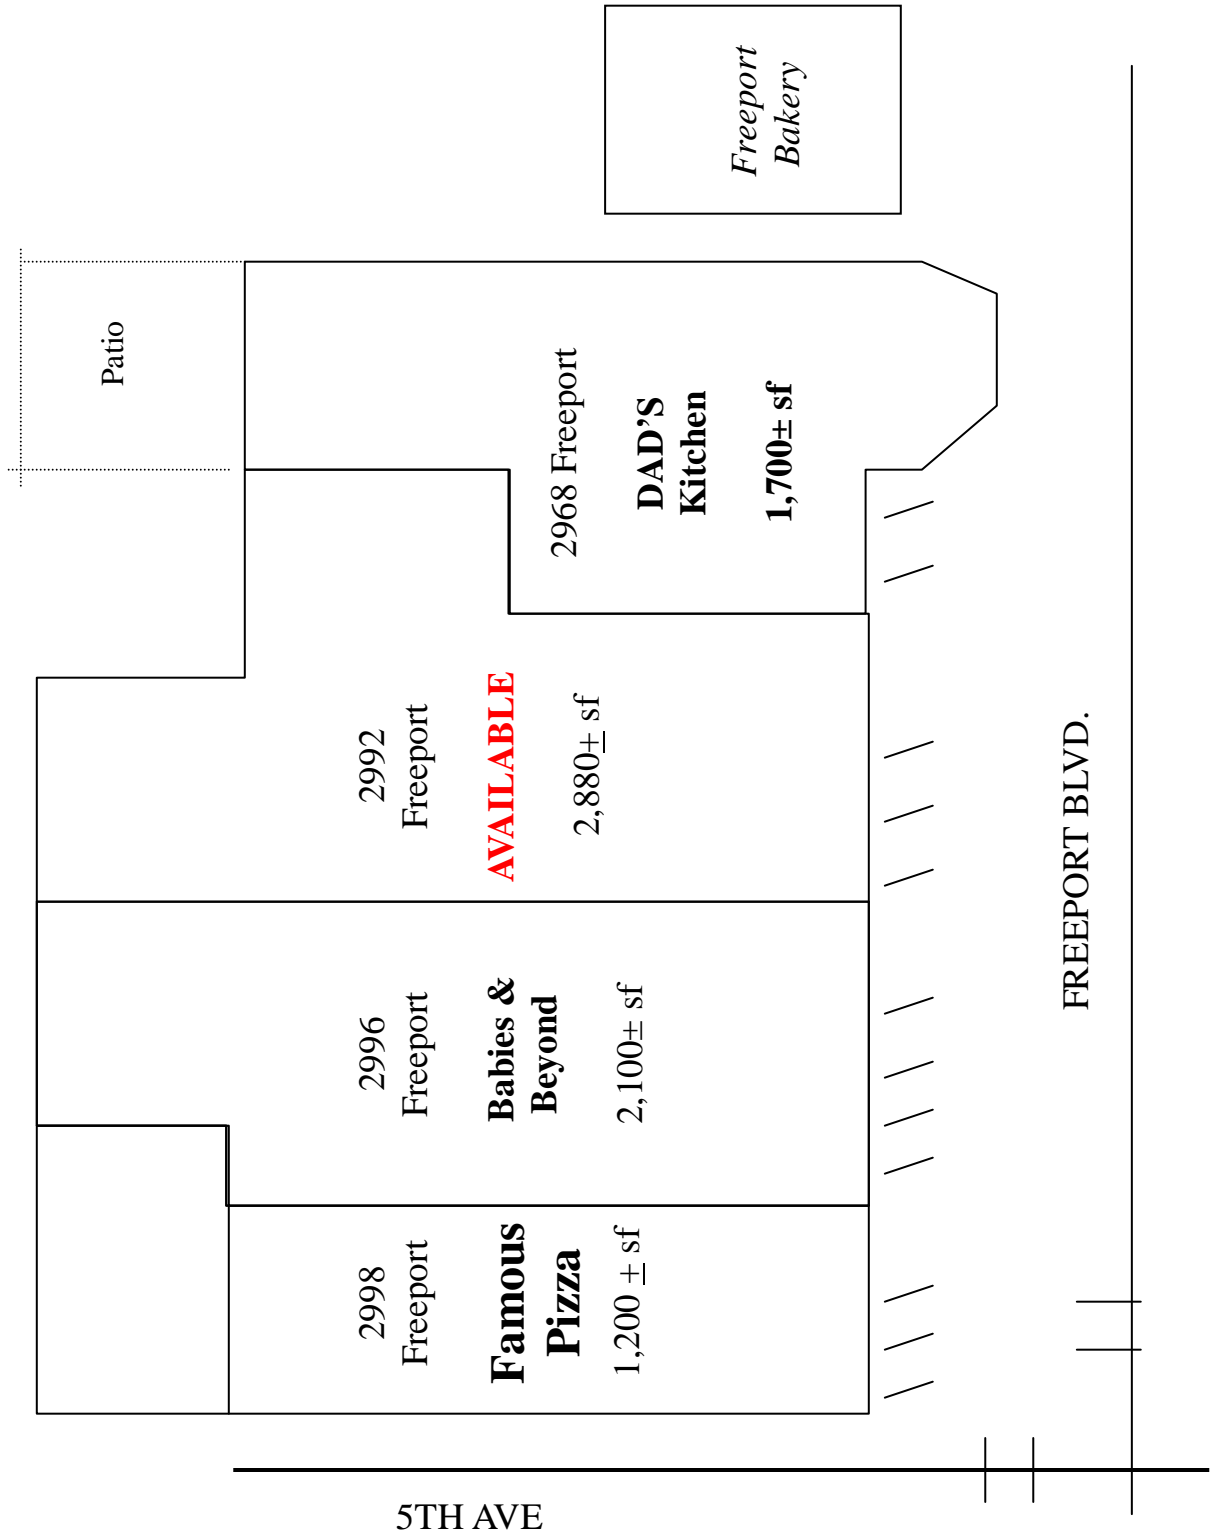 Freeport
Bakery
Patio
2968 Freeport
DAD'S
Kitchen
1,700± sf
2992
Freeport
AVAILABLE
2,880± sf
2996
Freeport
Babies &
Beyond
2,100± sf
2998
Freeport
Famous
Pizza
1,200 ± sf
FREEPORT BLVD.
5TH AVE